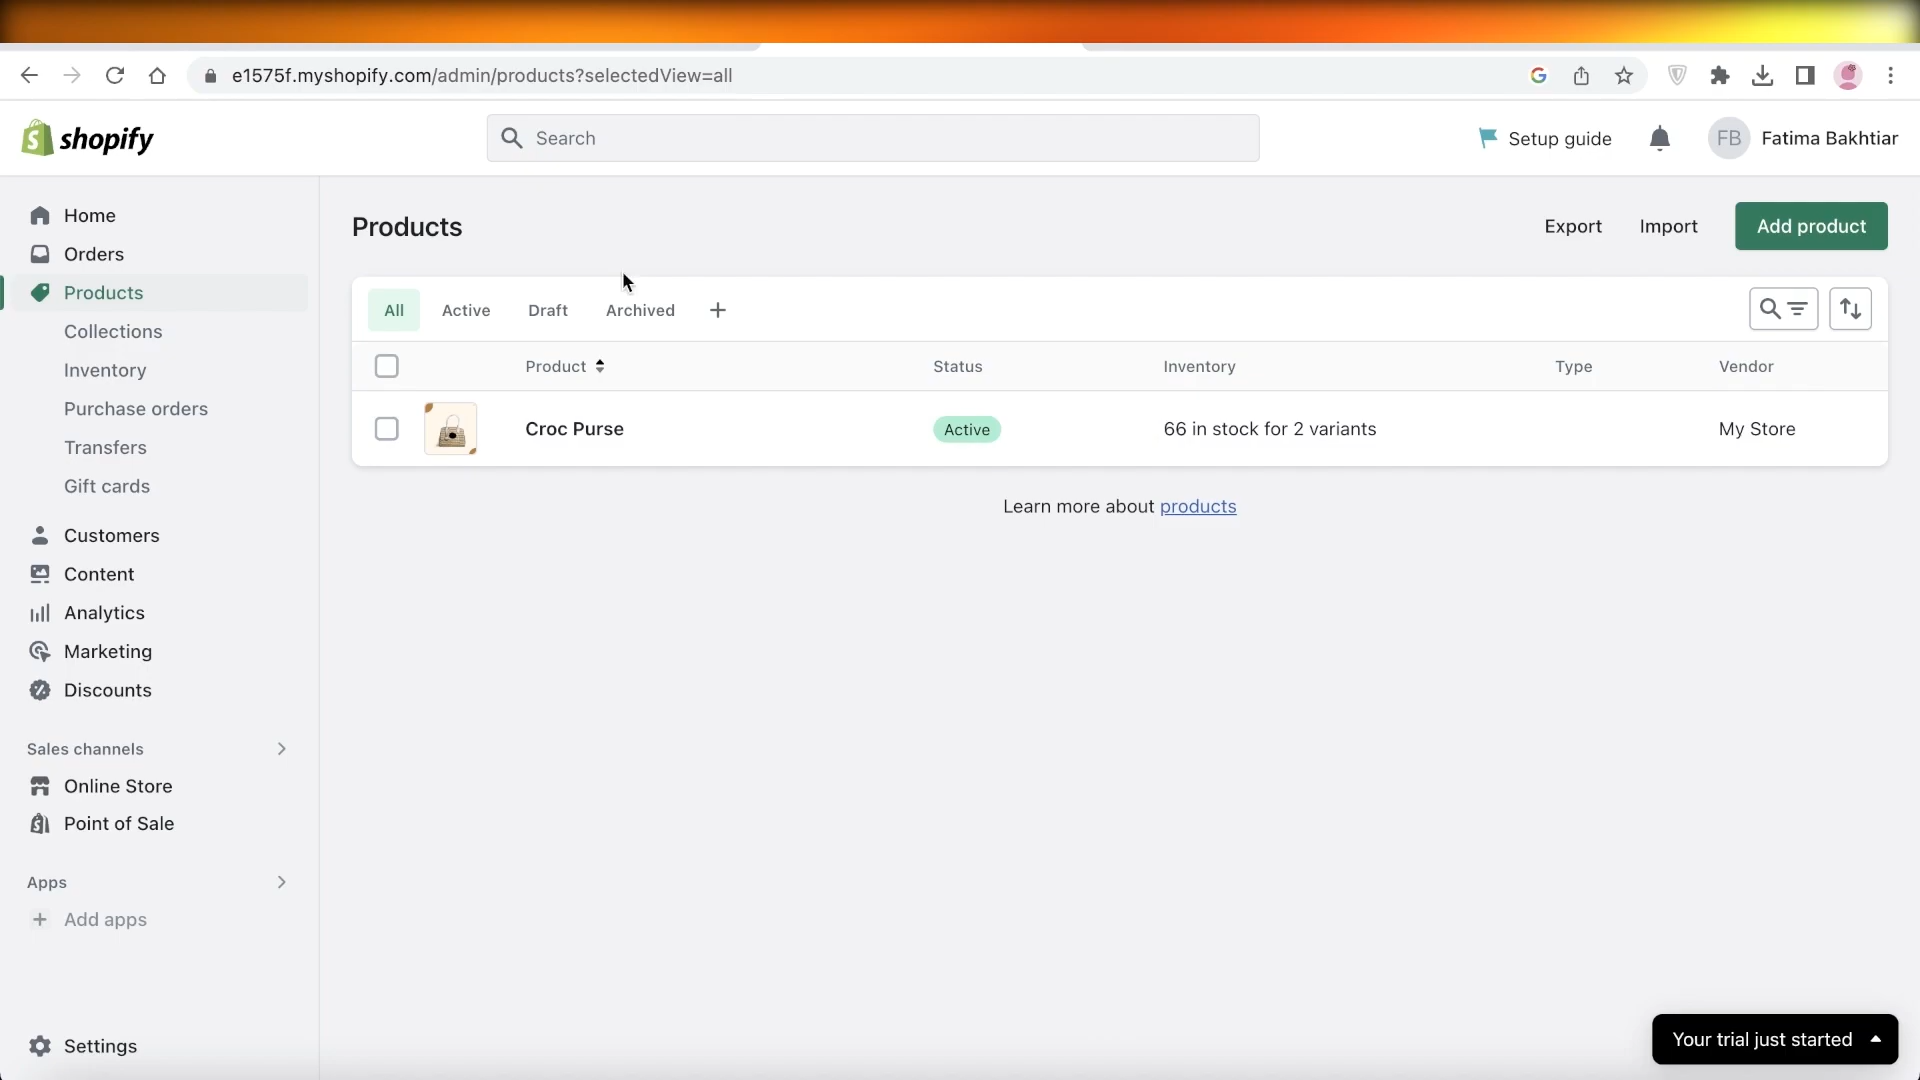 e1575f.myshopify.com/admin/products?selectedView=all
shopify
Search
Setup guide
FB
Fatima Bakhtiar
Home
Orders
Products
Collections
Inventory
Purchase orders
Transfers
Gift cards
Customers
Content
Analytics
Marketing
Discounts
Sales channels
Online Store
Point of Sale
Apps
Add apps
Settings
Products
Export
Import
Add product
All
Active
Draft
Archived
Product
Status
Inventory
Type
Vendor
Croc Purse
Active
66 in stock for 2 variants
My Store
Learn more about products
Your trial just started